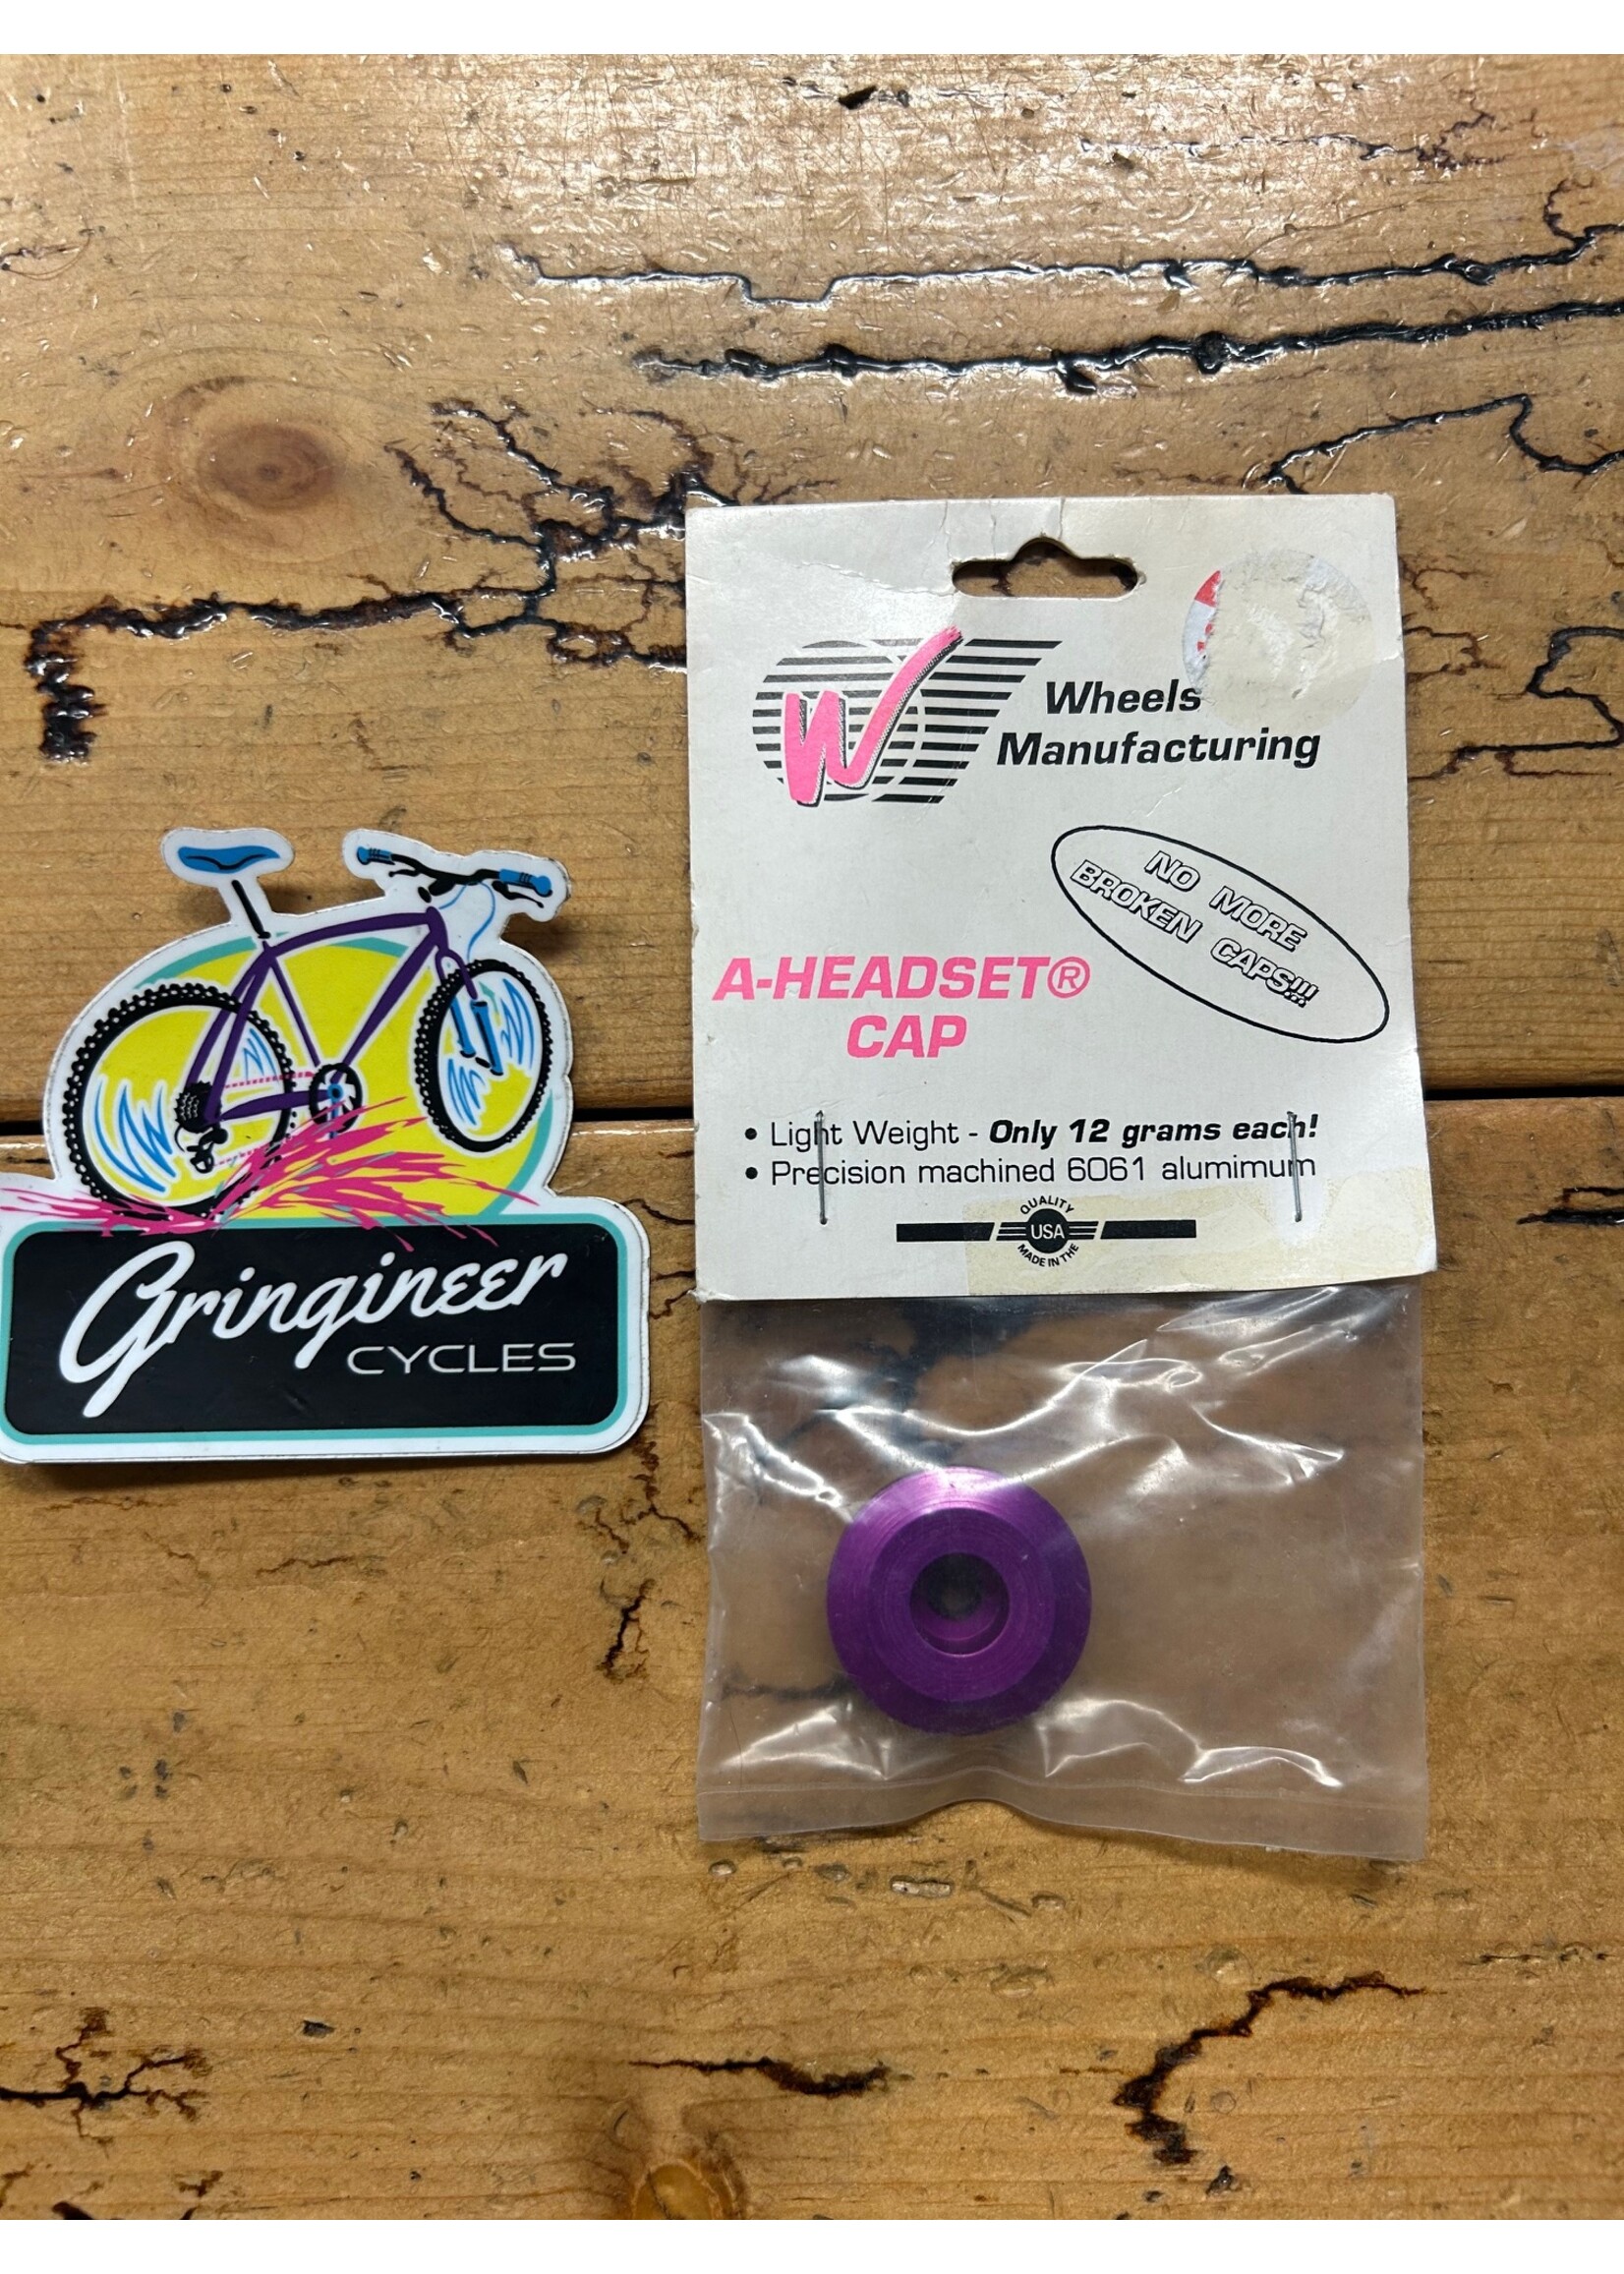 W
Wheels
Manufacturing
NO MORE
BROKEN CAPS!!!
A-HEADSET®
CAP
• Light Weight - Only 12 grams each!
• Precision machined 6061 alumimum
QUALITY
USA
MADE IN THE
Gringineer
CYCLES